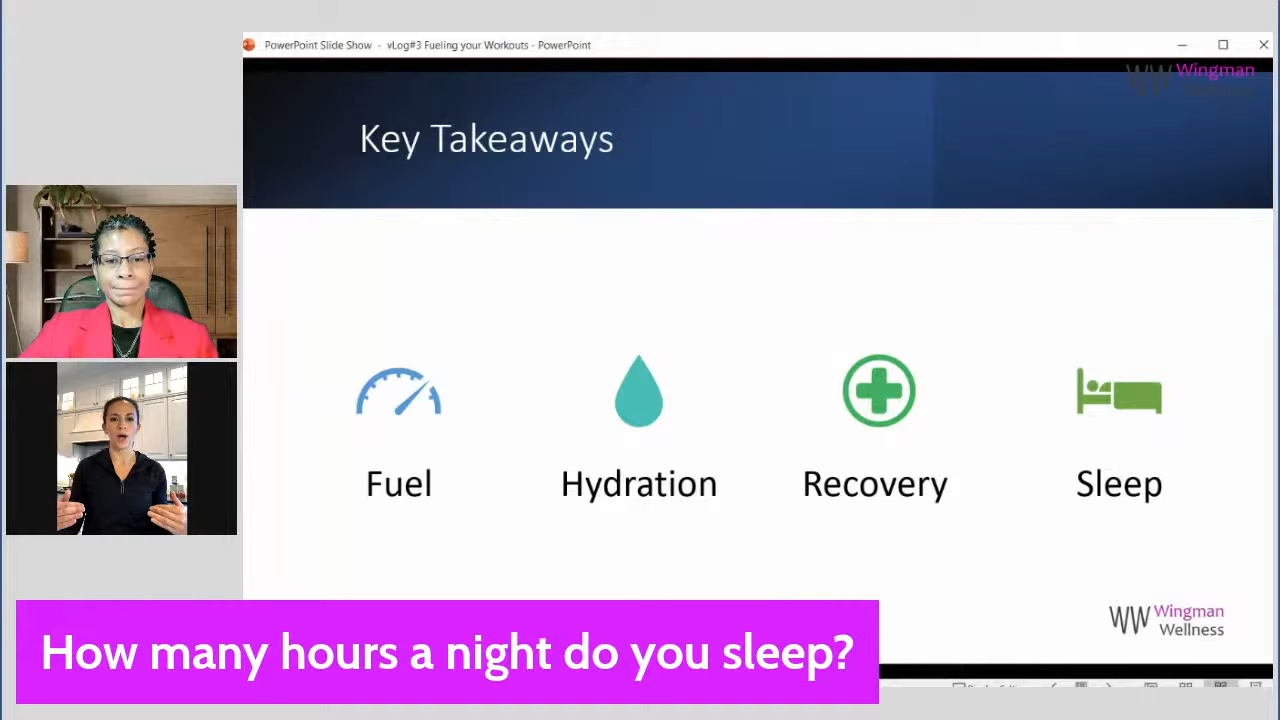 PowerPoint Slide Show - vLog#3 Fueling your Workouts - PowerPoint
Wingman
Key Takeaways
Fuel
Hydration
Recovery
Sleep
WW Wingman
Wellness
How many hours a night do you sleep?